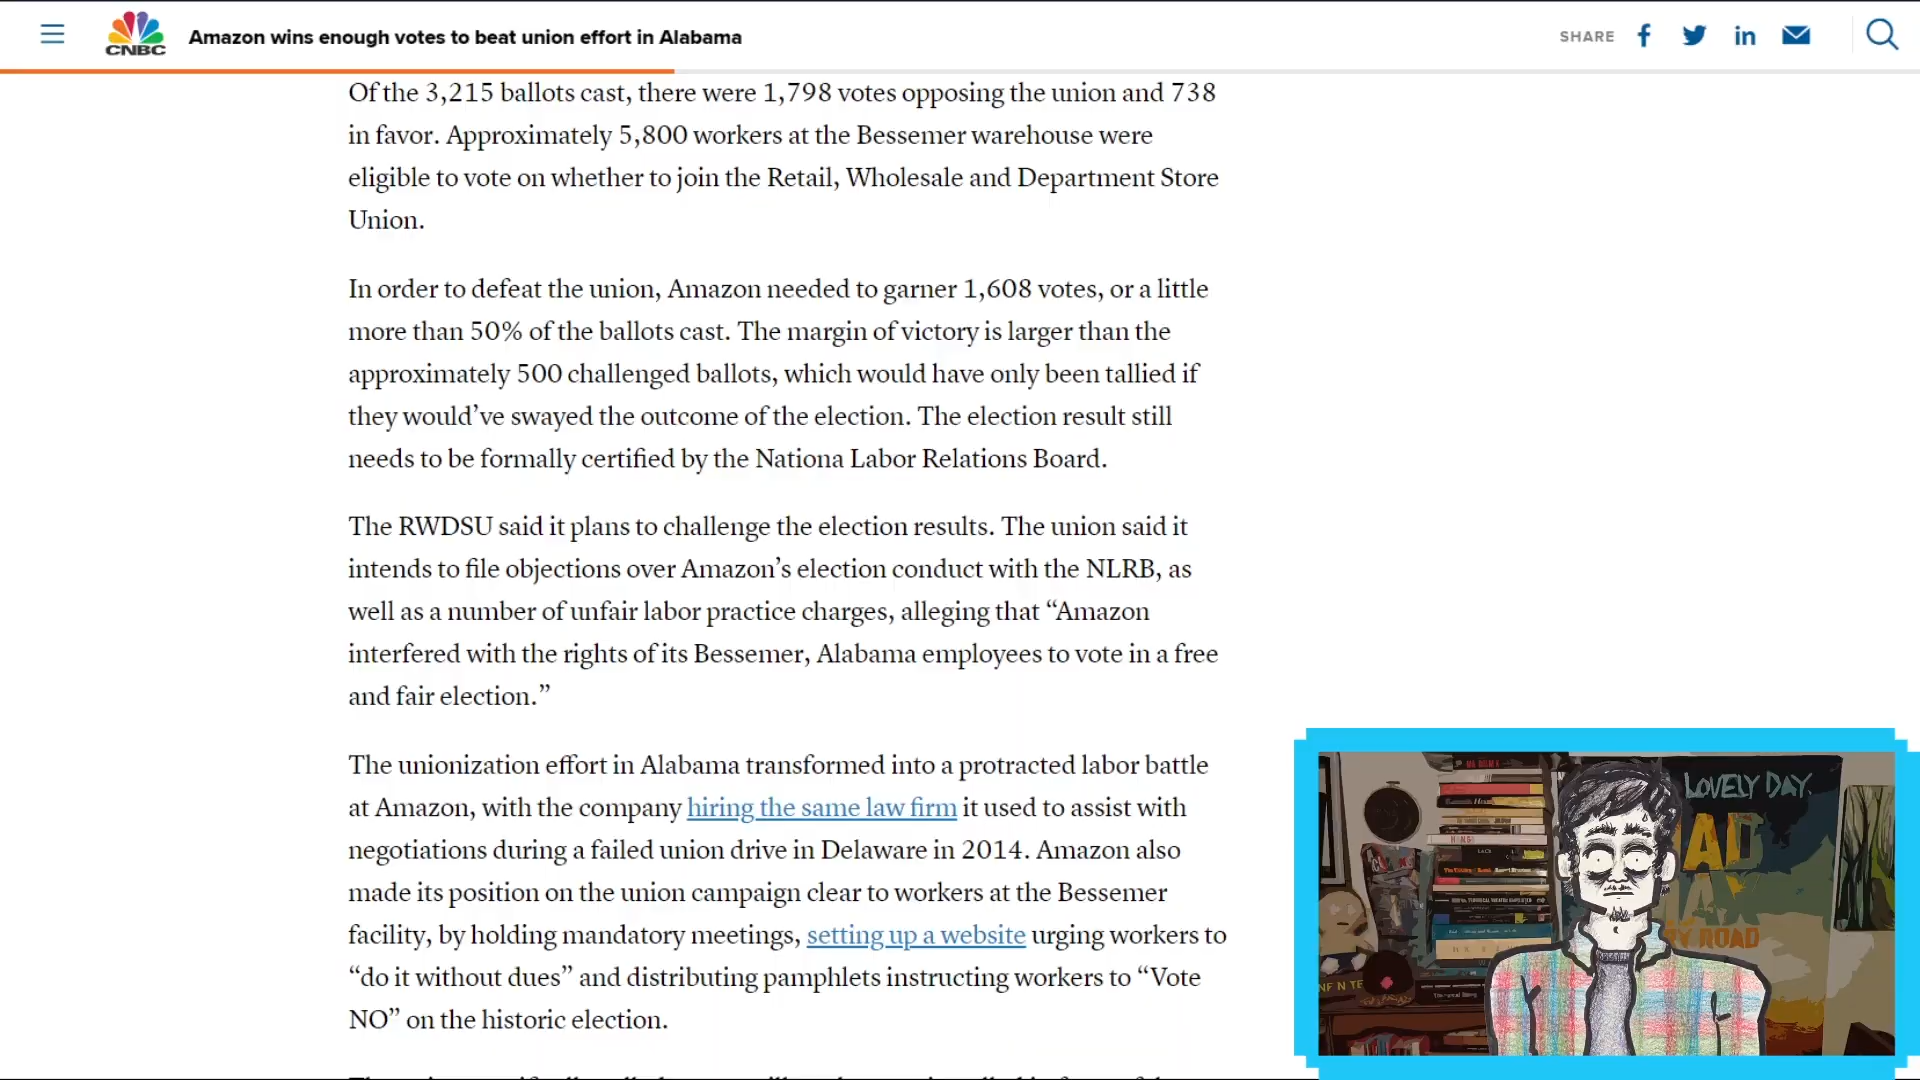 CNBC
Amazon wins enough votes to beat union effort in Alabama
SHARE
Of the 3,215 ballots cast, there were 1,798 votes opposing the union and 738
in favor. Approximately 5,800 workers at the Bessemer warehouse were
eligible to vote on whether to join the Retail, Wholesale and Department Store
Union.
In order to defeat the union, Amazon needed to garner 1,608 votes, or a little
more than 50% of the ballots cast. The margin of victory is larger than the
approximately 500 challenged ballots, which would have only been tallied if
they would’ve swayed the outcome of the election. The election result still
needs to be formally certified by the Nationa Labor Relations Board.
The RWDSU said it plans to challenge the election results. The union said it
intends to file objections over Amazon’s election conduct with the NLRB, as
well as a number of unfair labor practice charges, alleging that “Amazon
interfered with the rights of its Bessemer, Alabama employees to vote in a free
and fair election.”
The unionization effort in Alabama transformed into a protracted labor battle
at Amazon, with the company hiring the same law firm it used to assist with
negotiations during a failed union drive in Delaware in 2014. Amazon also
made its position on the union campaign clear to workers at the Bessemer
facility, by holding mandatory meetings, setting up a website urging workers to
“do it without dues” and distributing pamphlets instructing workers to “Vote
NO” on the historic election.
LOVELY DAY.
ROAD